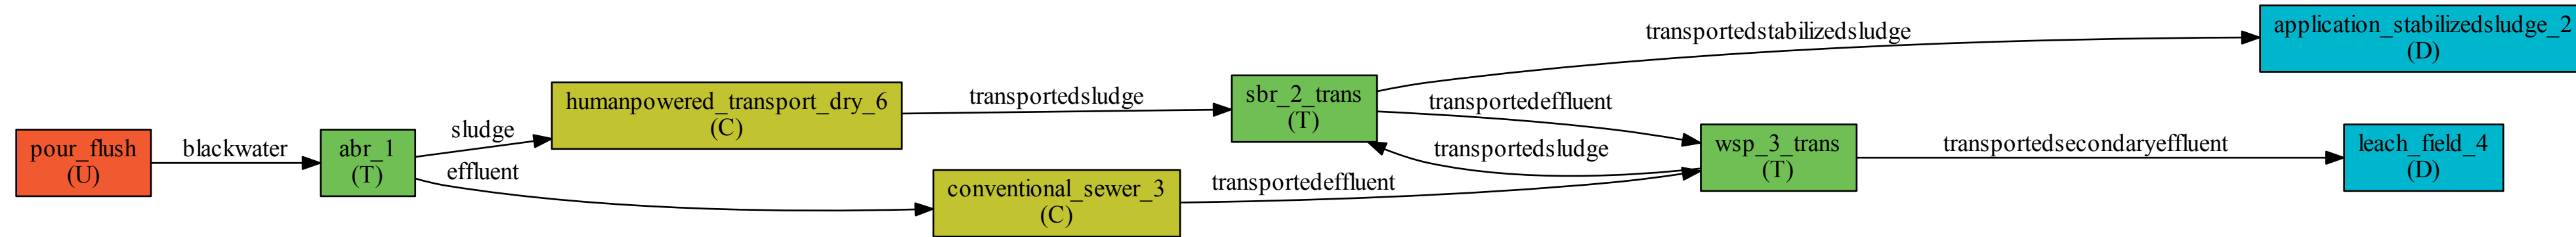 pour_flush
(U)
blackwater
abr_1
(T)
sludge
effluent
humanpowered_transport_dry_6
(C)
conventional_sewer_3
(C)
transportedsludge
transportedeffluent
sbr_2_trans
(T)
transportedstabilizedsludge
transportedeffluent
transportedsludge
wsp_3_trans
(T)
transportedsecondaryeffluent
application_stabilizedsludge_2
(D)
leach_field_4
(D)